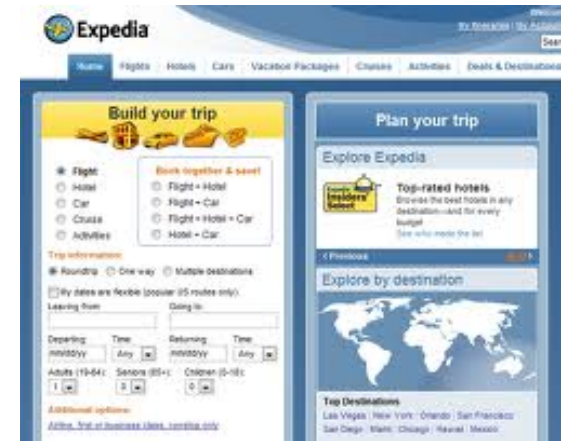 Expedia
My Itineraries | My Account
Home Flights Hotels Cars Vacation Packages Cruises Activities Deals & Destinations
Build your trip
Flight
Hotel
Car
Cruise
Activities
Book together & save!
Flight + Hotel
Flight + Car
Flight + Hotel + Car
Hotel + Car
Trip information:
Roundtrip One way Multiple destinations
My dates are flexible (popular US routes only)
Leaving from: Going to:
Departing: Time: Returning: Time:
mm/dd/yy Any mm/dd/yy Any
Adults (19-64): Seniors (65+): Children (0-18):
1 0 0
Additional options:
Airline, first or business class, nonstop only
Plan your trip
Explore Expedia
Expedia
Insiders'
Select
Top-rated hotels
Browse the best hotels in any
destination—and for every
budget
See who made the list
Previous
Explore by destination
Top Destinations
Las Vegas New York Orlando San Francisco
San Diego Miami Chicago Hawaii Mexico